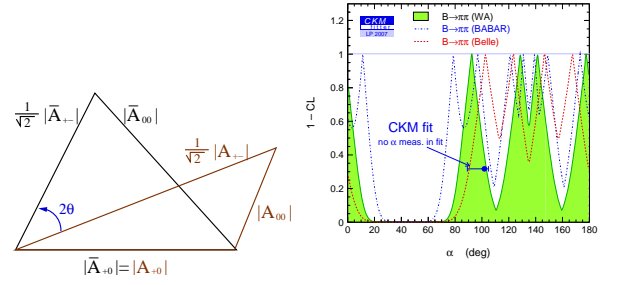 1/√2 |A̅₊₋|
|A̅₀₀|
1/√2 |A₊₋|
2θ
|A₀₀|
|A̅₊₀|=|A₊₀|
CKM
fitter
LP 2007
B→ππ (WA)
B→ππ (BABAR)
B→ππ (Belle)
1 – CL
1.2
1
0.8
0.6
0.4
0.2
0
CKM fit
no α meas. in fit
0 20 40 60 80 100 120 140 160 180
α (deg)